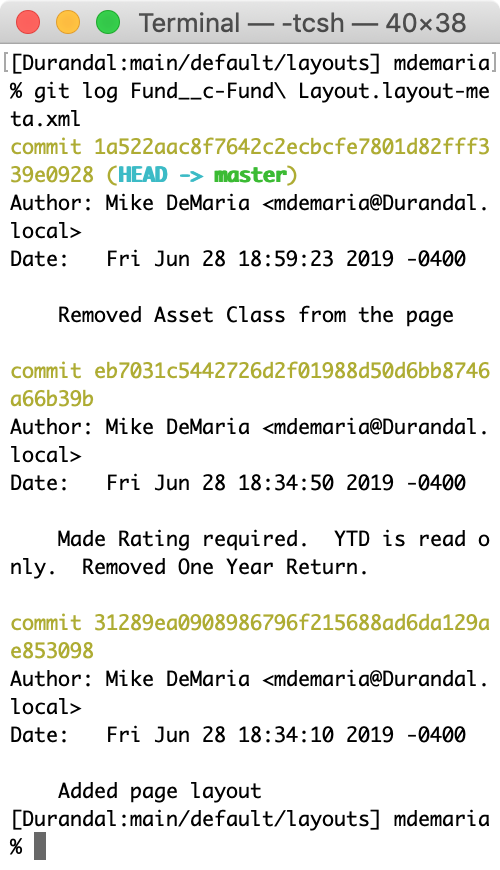 Terminal — -tcsh — 40×38
[[Durandal:main/default/layouts] mdemaria]
% git log Fund__c-Fund\ Layout.layout-me
ta.xml
commit 1a522aac8f7642c2ecbcfe7801d82fff3
39e0928 (HEAD -> master)
Author: Mike DeMaria <mdemaria@Durandal.
local>
Date:   Fri Jun 28 18:59:23 2019 -0400
    Removed Asset Class from the page
commit eb7031c5442726d2f01988d50d6bb8746
a66b39b
Author: Mike DeMaria <mdemaria@Durandal.
local>
Date:   Fri Jun 28 18:34:50 2019 -0400
    Made Rating required.  YTD is read o
nly.  Removed One Year Return.
commit 31289ea0908986796f215688ad6da129a
e853098
Author: Mike DeMaria <mdemaria@Durandal.
local>
Date:   Fri Jun 28 18:34:10 2019 -0400
    Added page layout
[Durandal:main/default/layouts] mdemaria
%